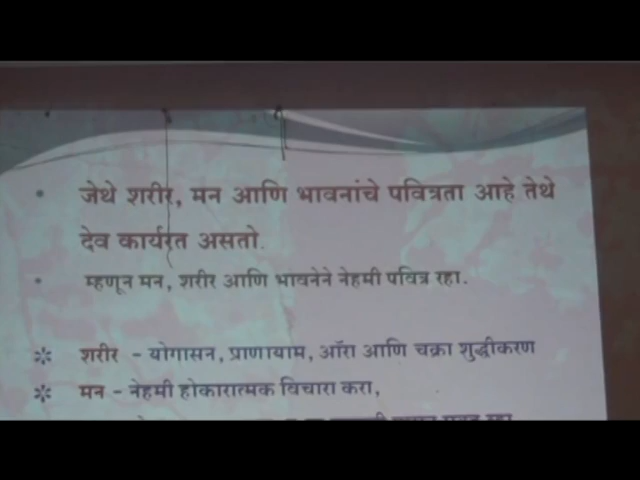 • जेथे शरीर, मन आणि भावनांचे पवित्रता आहे तेथे
देव कार्यरत असतो.
• म्हणून मन, शरीर आणि भावनेने नेहमी पवित्र रहा.
✲ शरीर - योगासन, प्राणायाम, ऑरा आणि चक्रा शुद्धीकरण
✲ मन - नेहमी होकारात्मक विचारा करा,